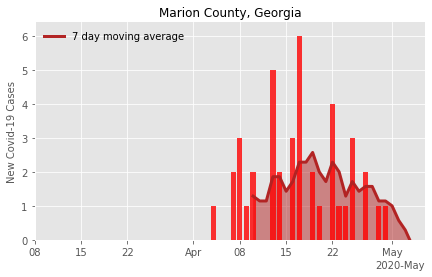 Marion County, Georgia
7 day moving average
New Covid-19 Cases
6
5
4
3
2
1
0
08 15 22 Apr 08 15 22 May
2020-May